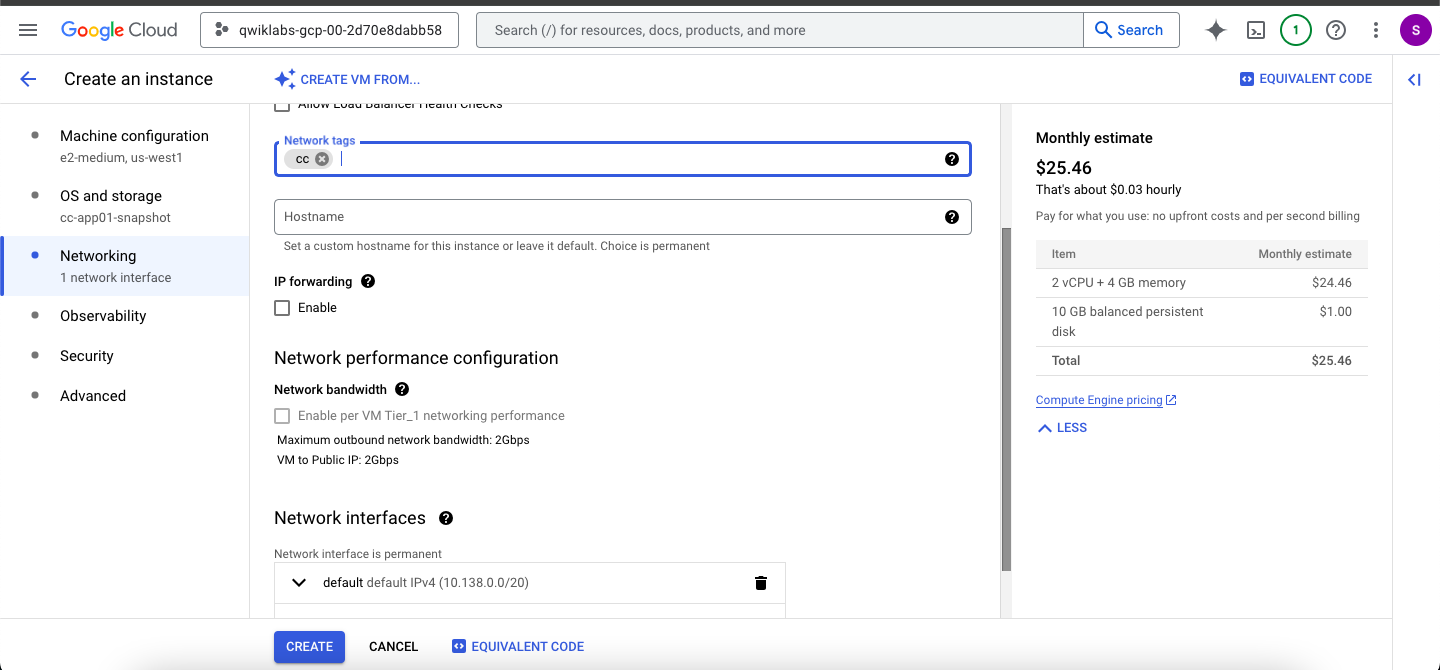 Google Cloud
qwiklabs-gcp-00-2d70e8dabb58
Search (/) for resources, docs, products, and more
Search
1
S
Create an instance
CREATE VM FROM...
EQUIVALENT CODE
Machine configuration
e2-medium, us-west1
OS and storage
cc-app01-snapshot
Networking
1 network interface
Observability
Security
Advanced
Allow Load Balancer Health Checks
Network tags
cc
Hostname
Set a custom hostname for this instance or leave it default. Choice is permanent
IP forwarding
Enable
Network performance configuration
Network bandwidth
Enable per VM Tier_1 networking performance
Maximum outbound network bandwidth: 2Gbps
VM to Public IP: 2Gbps
Network interfaces
Network interface is permanent
default default IPv4 (10.138.0.0/20)
CREATE
CANCEL
EQUIVALENT CODE
Monthly estimate
$25.46
That's about $0.03 hourly
Pay for what you use: no upfront costs and per second billing
Item Monthly estimate
2 vCPU + 4 GB memory $24.46
10 GB balanced persistent $1.00
disk
Total $25.46
Compute Engine pricing
LESS